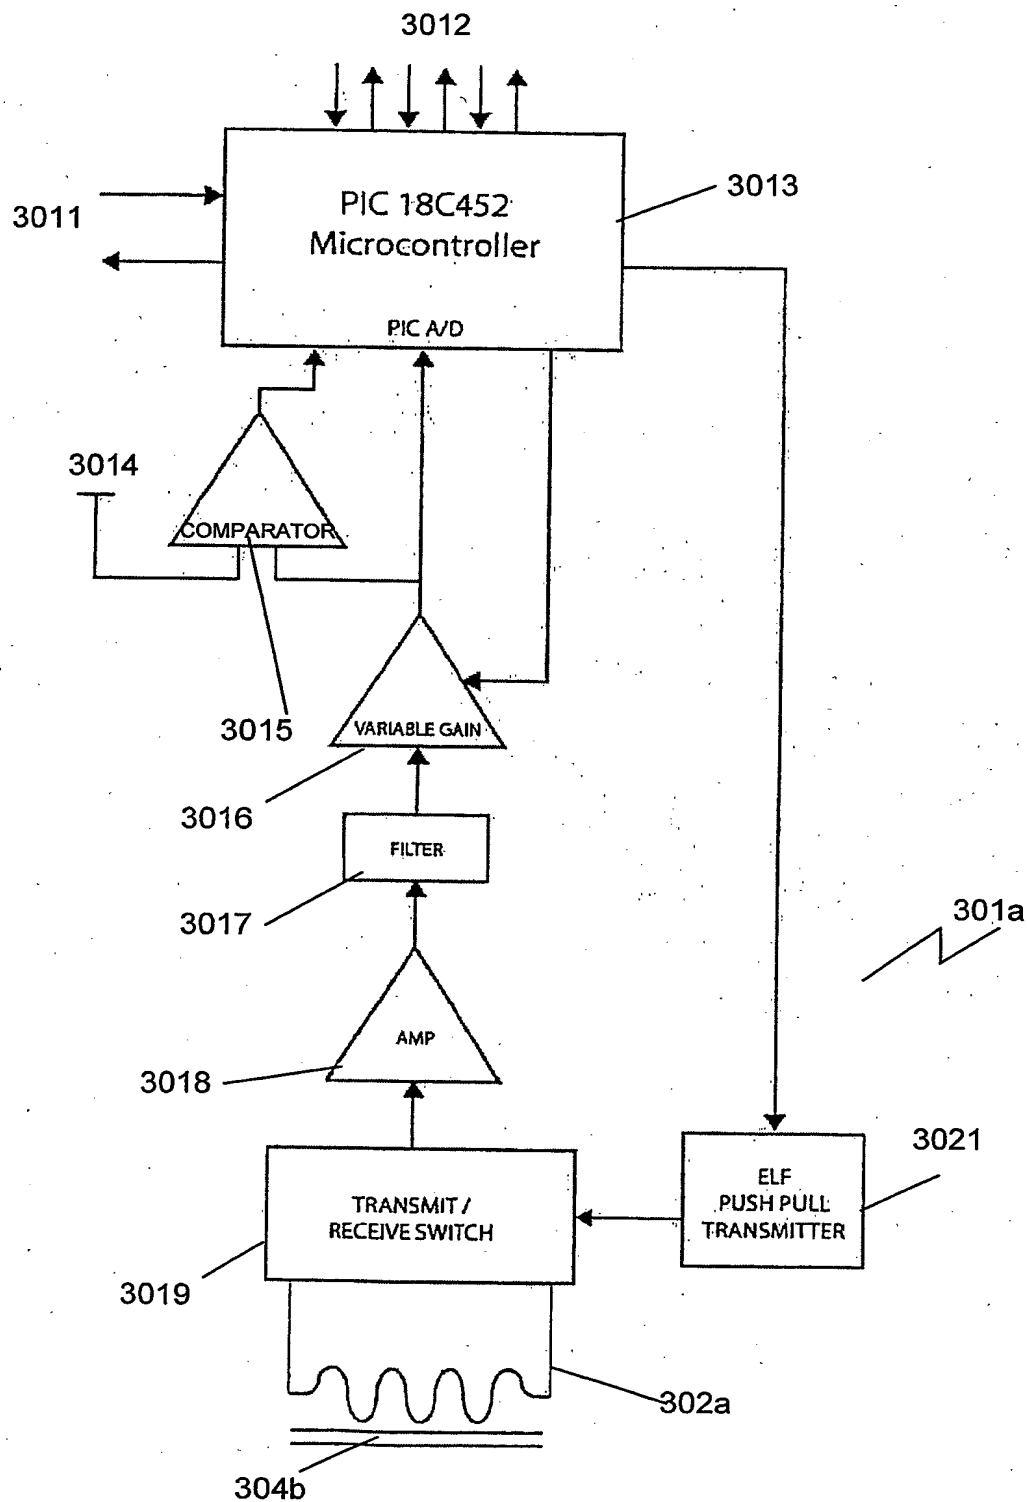 3012
PIC 18C452
Microcontroller
3013
3011
PIC A/D
3014
COMPARATOR
3015
VARIABLE GAIN
3016
FILTER
3017
301a
AMP
3018
3021
ELF
PUSH PULL
TRANSMITTER
TRANSMIT /
RECEIVE SWITCH
3019
302a
304b